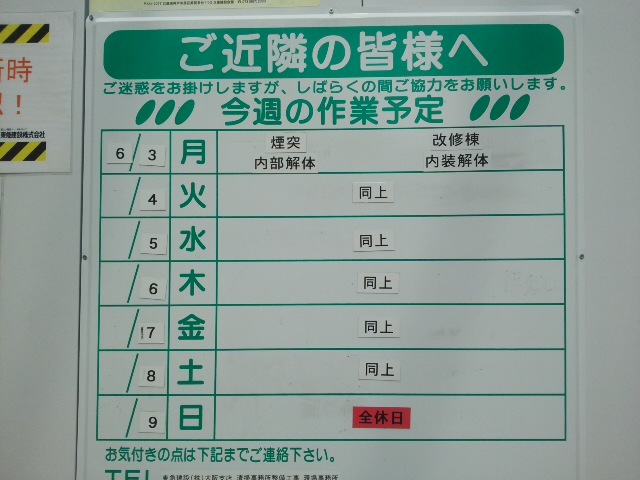 ご近隣の皆様へ
ご迷惑をお掛けしますが、しばらくの間ご協力をお願いします。
今週の作業予定
6/3 月 煙突 内部解体 改修棟 内装解体
/4 火 同上
/5 水 同上
/6 木 同上
/7 金 同上
/8 土 同上
/9 日 全休日
お気付きの点は下記までご連絡下さい。
TEL
時
!